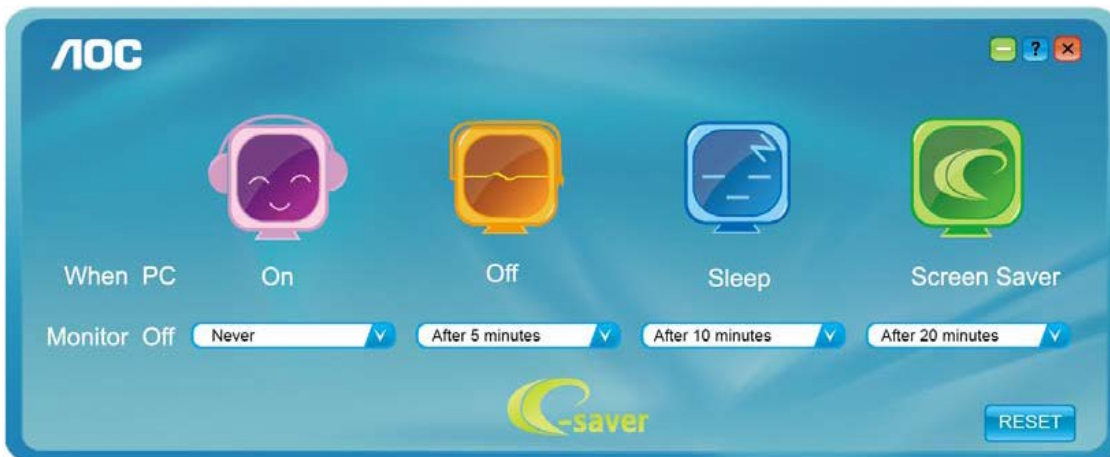 AOC
?
When PC On Off Sleep Screen Saver
Monitor Off Never After 5 minutes After 10 minutes After 20 minutes
e-saver
RESET